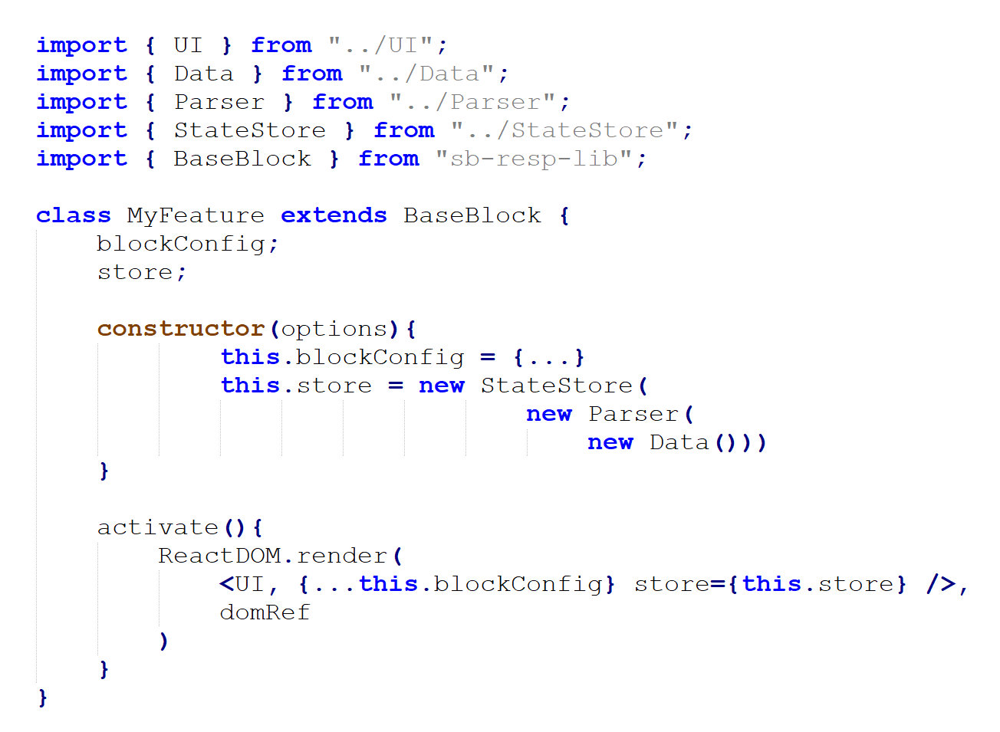 import { UI } from "../UI";
import { Data } from "../Data";
import { Parser } from "../Parser";
import { StateStore } from "../StateStore";
import { BaseBlock } from "sb-resp-lib";
class MyFeature extends BaseBlock {
blockConfig;
store;
constructor(options){
this.blockConfig = {...}
this.store = new StateStore(
new Parser(
new Data()))
}
activate(){
ReactDOM.render(
<UI, {...this.blockConfig} store={this.store} />,
domRef
)
}
}